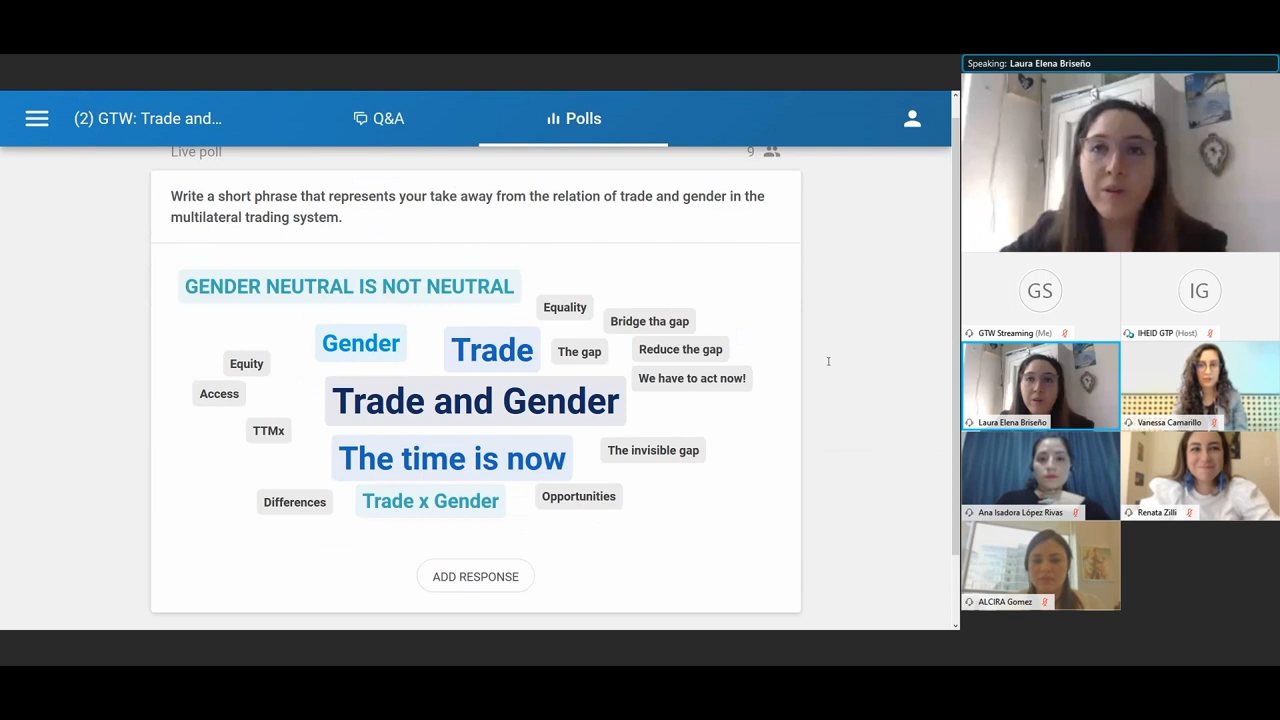 Speaking: Laura Elena Briseño
(2) GTW: Trade and...
Q&A
Polls
Live poll
9
Write a short phrase that represents your take away from the relation of trade and gender in the
multilateral trading system.
GENDER NEUTRAL IS NOT NEUTRAL
Equality
Bridge tha gap
Gender
Trade
The gap
Reduce the gap
Equity
We have to act now!
Access
Trade and Gender
TTMx
The time is now
The invisible gap
Differences
Trade x Gender
Opportunities
ADD RESPONSE
GS
IG
GTW Streaming (Me)
IHEID GTP (Host)
Laura Elena Briseño
Vanessa Camarillo
Ana Isadora López Rivas
Renata Zilli
ALCIRA Gomez